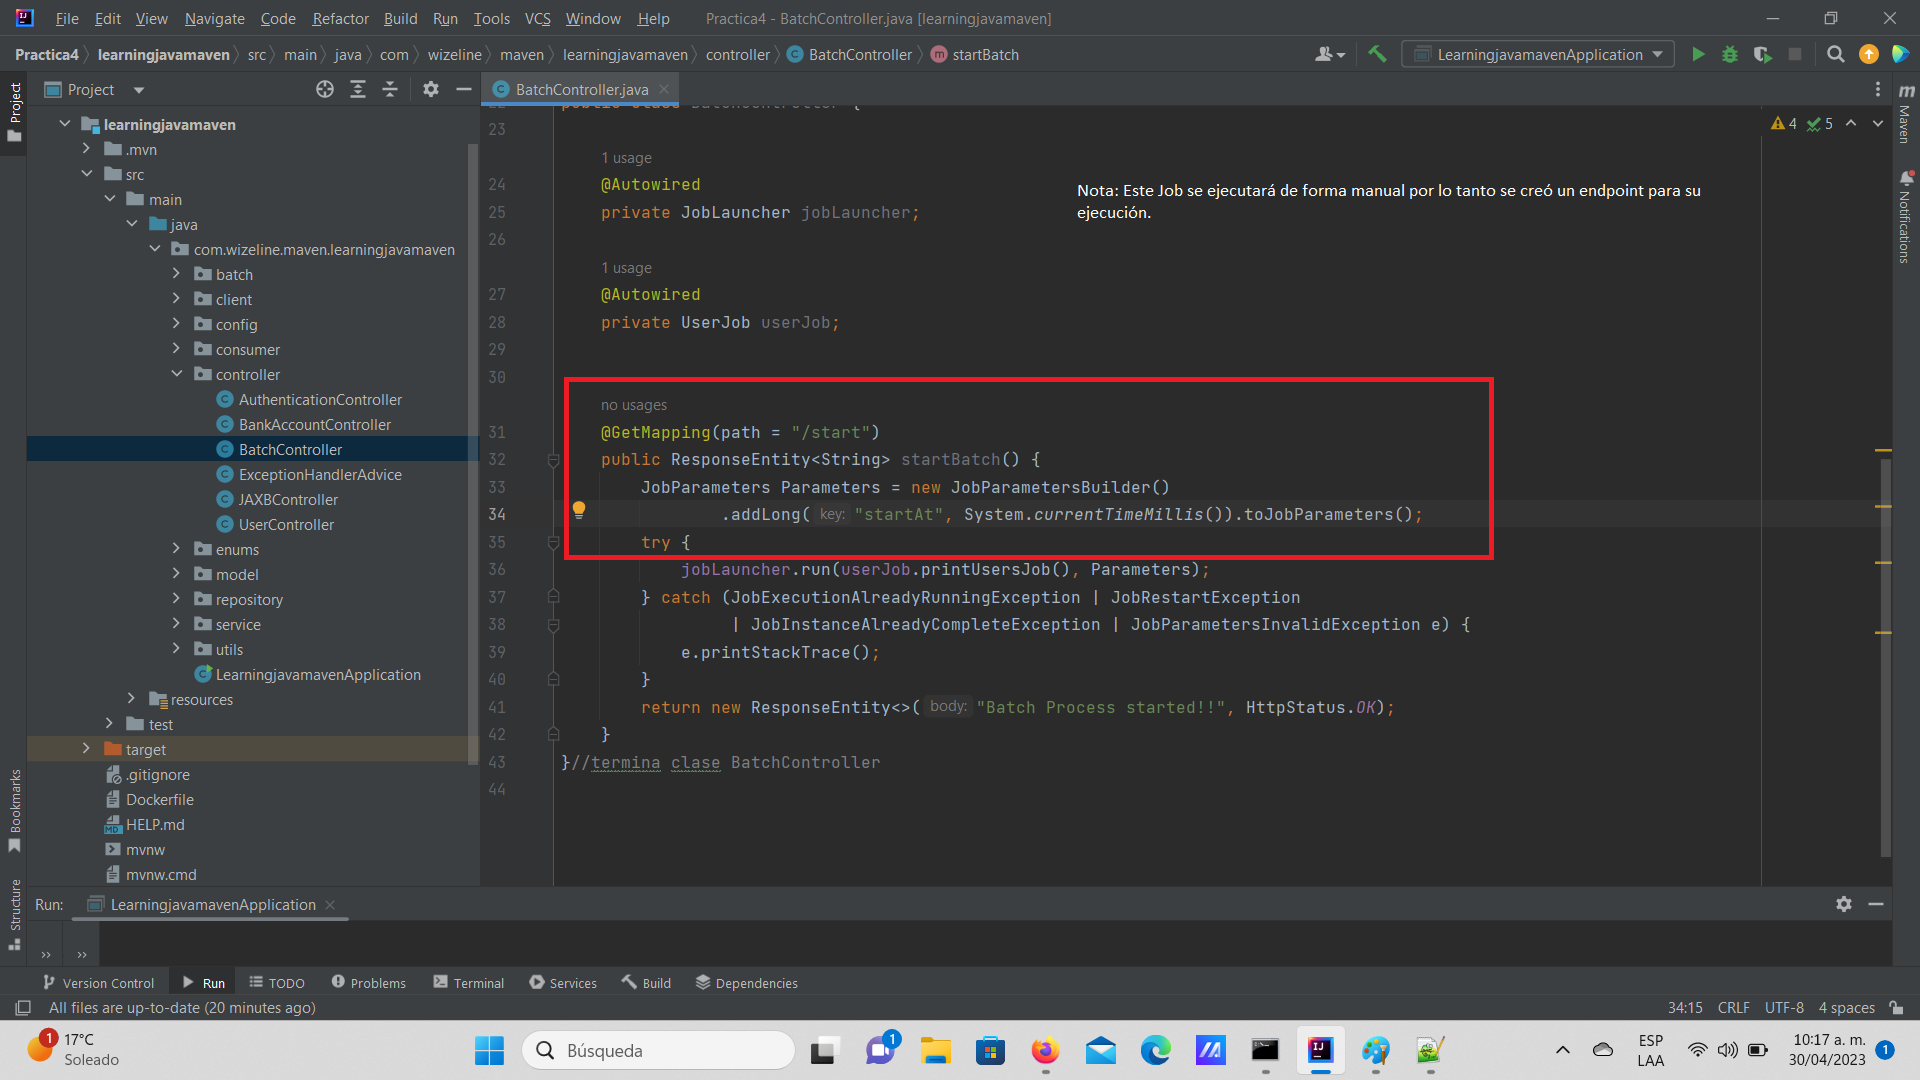 File Edit View Navigate Code Refactor Build Run Tools VCS Window Help Practica4 - BatchController.java [learningjavamaven]
Practica4 learningjavamaven src main java com wizeline maven learningjavamaven controller BatchController startBatch LearningjavamavenApplication
Project
BatchController.java
Project
learningjavamaven
.mvn
src
main
java
com.wizeline.maven.learningjavamaven
batch
client
config
consumer
controller
AuthenticationController
BankAccountController
BatchController
ExceptionHandlerAdvice
JAXBController
UserController
enums
model
repository
service
utils
LearningjavamavenApplication
resources
test
target
.gitignore
Dockerfile
HELP.md
mvnw
mvnw.cmd
Bookmarks
Structure
4 5
Maven
Notifications
23
1 usage
24 @Autowired
25 private JobLauncher jobLauncher;
26
1 usage
27 @Autowired
28 private UserJob userJob;
29
30
no usages
31 @GetMapping(path = "/start")
32 public ResponseEntity<String> startBatch() {
33 JobParameters Parameters = new JobParametersBuilder()
34 .addLong( key: "startAt", System.currentTimeMillis()).toJobParameters();
35 try {
36 jobLauncher.run(userJob.printUsersJob(), Parameters);
37 } catch (JobExecutionAlreadyRunningException | JobRestartException
38 | JobInstanceAlreadyCompleteException | JobParametersInvalidException e) {
39 e.printStackTrace();
40 }
41 return new ResponseEntity<>( body: "Batch Process started!!", HttpStatus.OK);
42 }
43 }//termina clase BatchController
44
Nota: Este Job se ejecutará de forma manual por lo tanto se creó un endpoint para su
ejecución.
Run: LearningjavamavenApplication
Version Control Run TODO Problems Terminal Services Build Dependencies
All files are up-to-date (20 minutes ago) 34:15 CRLF UTF-8 4 spaces
1 17°C
Soleado
Búsqueda
1
ESP
LAA
10:17 a. m.
30/04/2023
1